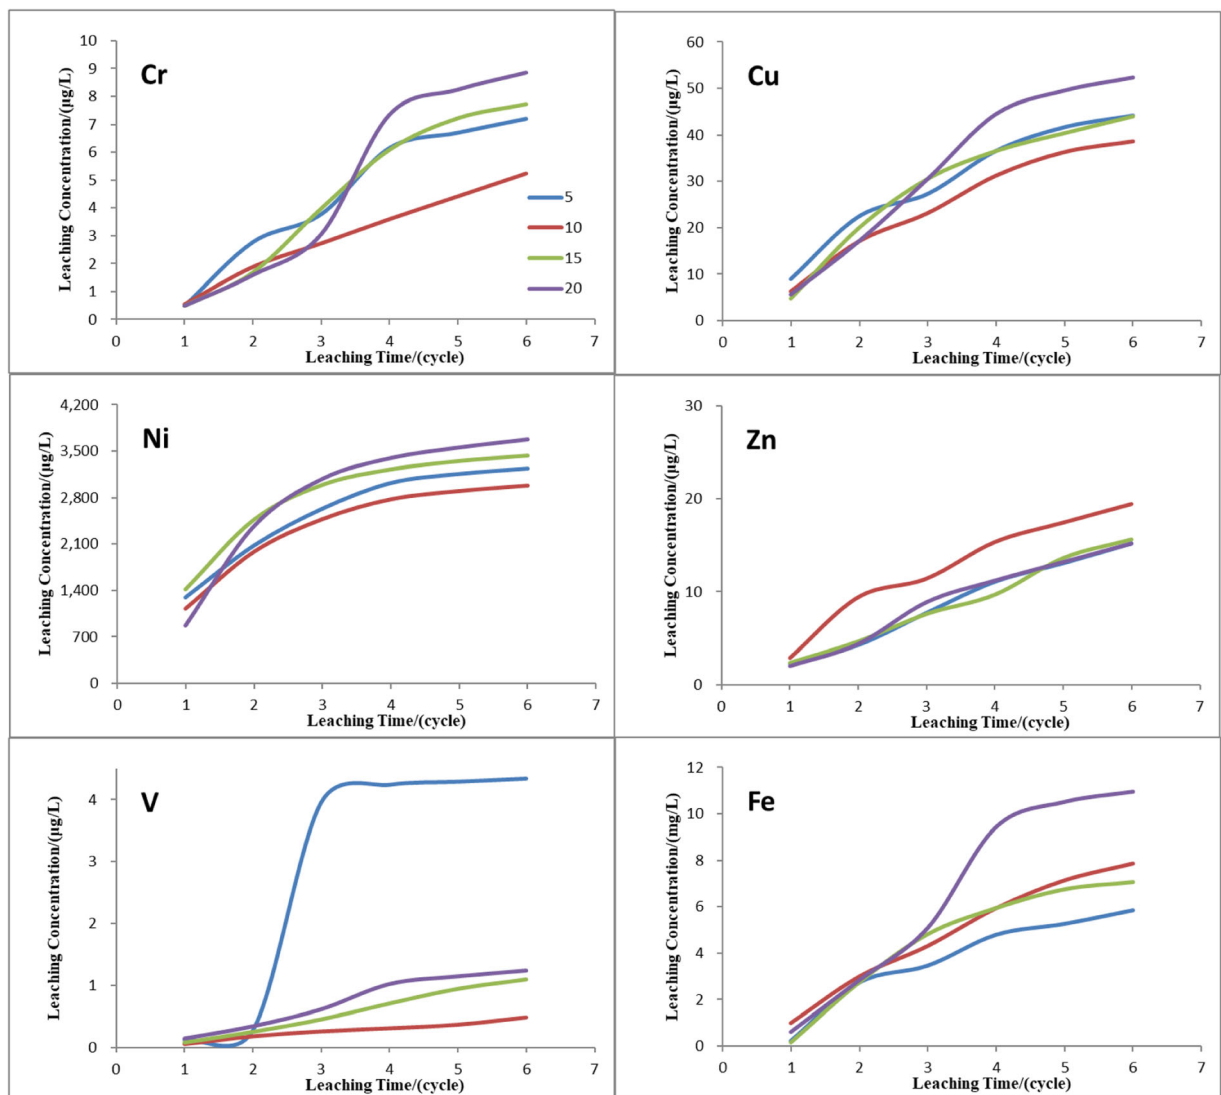 Cr
Leaching Concentration/(μg/L)
10
9
8
7
6
5
4
3
2
1
0
0 1 2 3 4 5 6 7
Leaching Time/(cycle)
5
10
15
20
Cu
Leaching Concentration/(μg/L)
60
50
40
30
20
10
0
0 1 2 3 4 5 6 7
Leaching Time/(cycle)
Ni
Leaching Concentration/(μg/L)
4,200
3,500
2,800
2,100
1,400
700
0
0 1 2 3 4 5 6 7
Leaching Time/(cycle)
Zn
Leaching Concentration/(μg/L)
30
20
10
0
0 1 2 3 4 5 6 7
Leaching Time/(cycle)
V
Leaching Concentration/(μg/L)
4
3
2
1
0
0 1 2 3 4 5 6 7
Leaching Time/(cycle)
Fe
Leaching Concentration/(mg/L)
12
10
8
6
4
2
0
0 1 2 3 4 5 6 7
Leaching Time/(cycle)